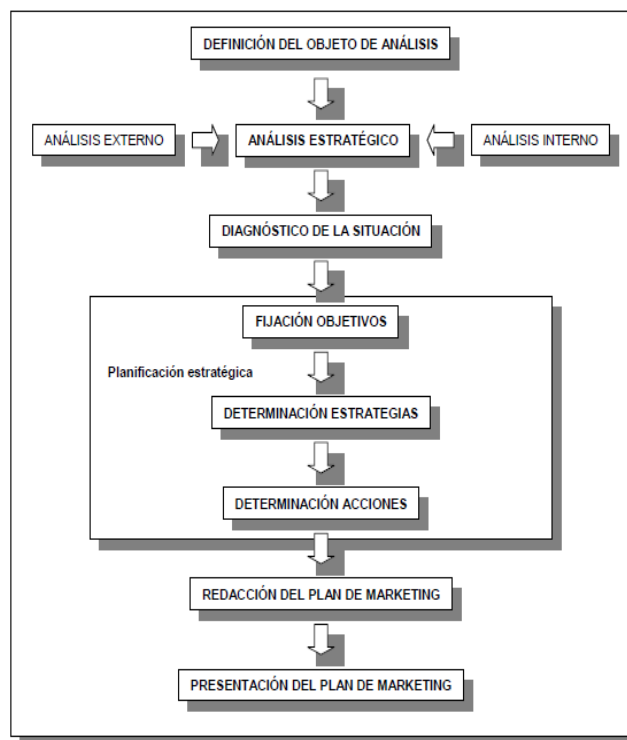 DEFINICIÓN DEL OBJETO DE ANÁLISIS
ANÁLISIS EXTERNO
ANÁLISIS ESTRATÉGICO
ANÁLISIS INTERNO
DIAGNÓSTICO DE LA SITUACIÓN
FIJACIÓN OBJETIVOS
Planificación estratégica
DETERMINACIÓN ESTRATEGIAS
DETERMINACIÓN ACCIONES
REDACCIÓN DEL PLAN DE MARKETING
PRESENTACIÓN DEL PLAN DE MARKETING